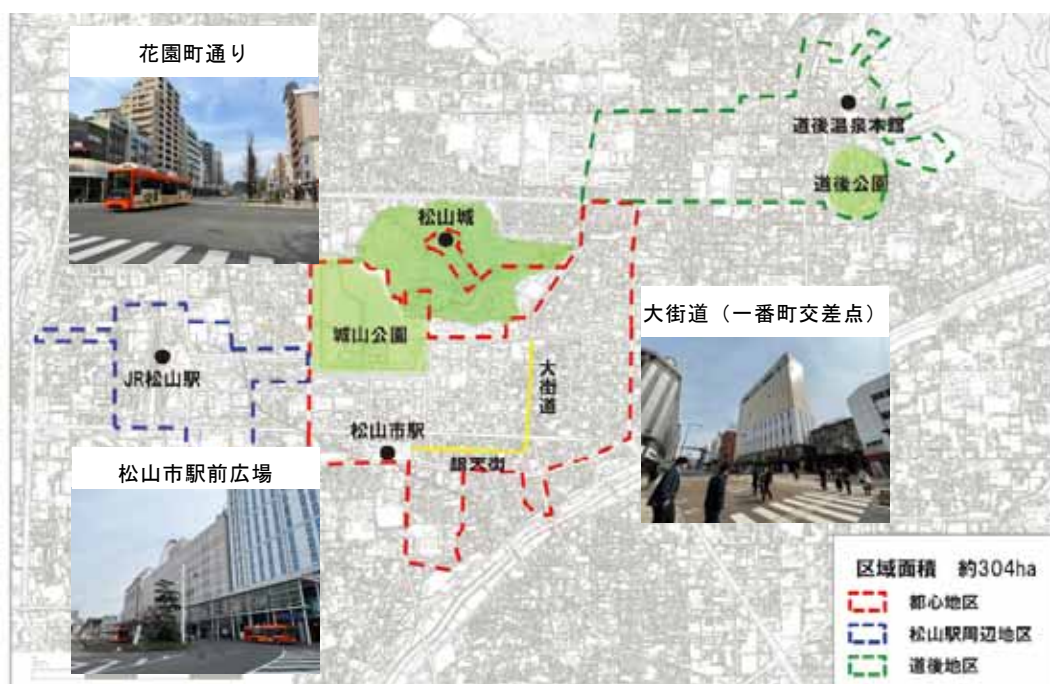 花園町通り
道後温泉本館
道後公園
松山城
城山公園
大街道（一番町交差点）
大街道
JR松山駅
松山市駅
銀天街
松山市駅前広場
区域面積　約304ha
都心地区
松山駅周辺地区
道後地区